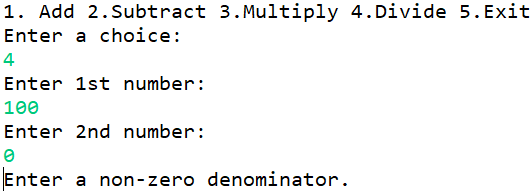 1. Add 2.Subtract 3.Multiply 4.Divide 5.Exit
Enter a choice:
4
Enter 1st number:
100
Enter 2nd number:
0
Enter a non-zero denominator.